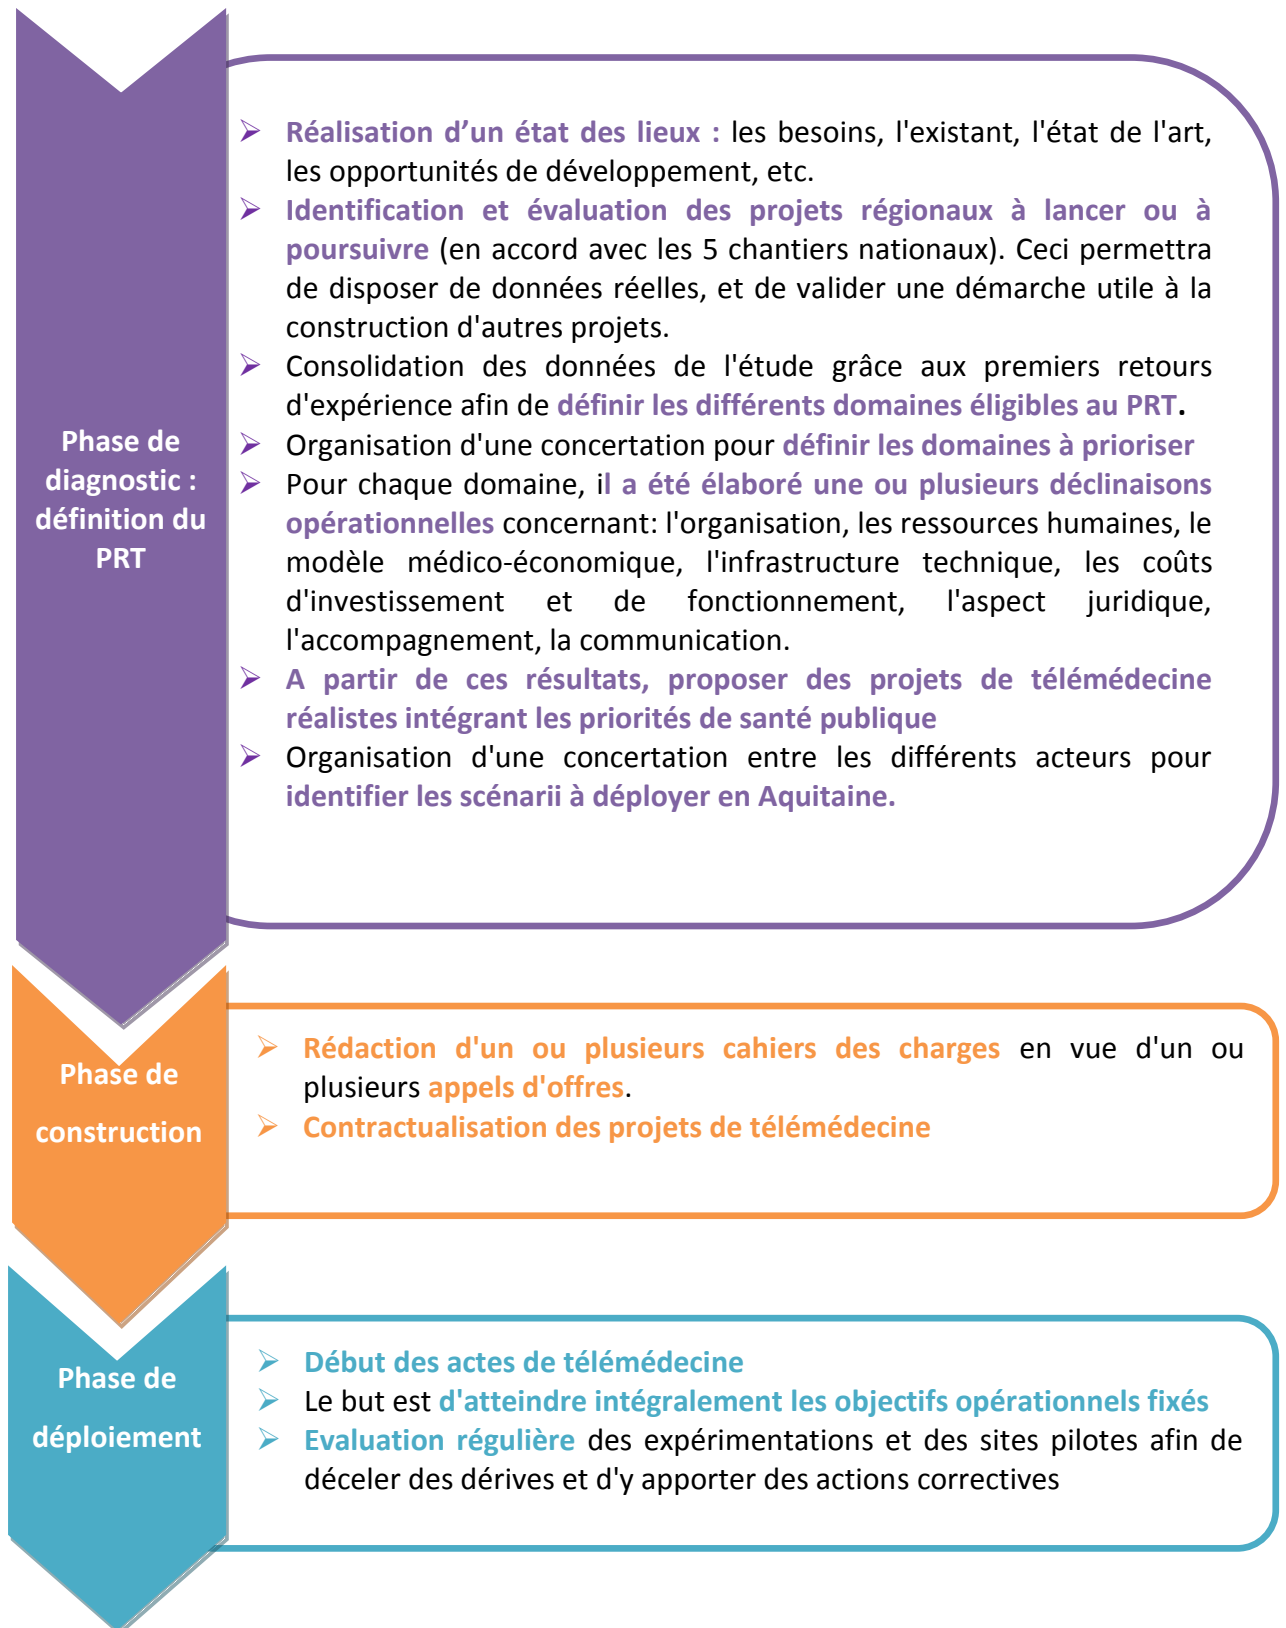 Phase de
diagnostic :
définition du
PRT
➢ Réalisation d’un état des lieux : les besoins, l'existant, l'état de l'art,
les opportunités de développement, etc.
➢ Identification et évaluation des projets régionaux à lancer ou à
poursuivre (en accord avec les 5 chantiers nationaux). Ceci permettra
de disposer de données réelles, et de valider une démarche utile à la
construction d'autres projets.
➢ Consolidation des données de l'étude grâce aux premiers retours
d'expérience afin de définir les différents domaines éligibles au PRT.
➢ Organisation d'une concertation pour définir les domaines à prioriser
➢ Pour chaque domaine, il a été élaboré une ou plusieurs déclinaisons
opérationnelles concernant: l'organisation, les ressources humaines, le
modèle médico-économique, l'infrastructure technique, les coûts
d'investissement et de fonctionnement, l'aspect juridique,
l'accompagnement, la communication.
➢ A partir de ces résultats, proposer des projets de télémédecine
réalistes intégrant les priorités de santé publique
➢ Organisation d'une concertation entre les différents acteurs pour
identifier les scénarii à déployer en Aquitaine.
Phase de
construction
➢ Rédaction d'un ou plusieurs cahiers des charges en vue d'un ou
plusieurs appels d'offres.
➢ Contractualisation des projets de télémédecine
Phase de
déploiement
➢ Début des actes de télémédecine
➢ Le but est d'atteindre intégralement les objectifs opérationnels fixés
➢ Evaluation régulière des expérimentations et des sites pilotes afin de
déceler des dérives et d'y apporter des actions correctives